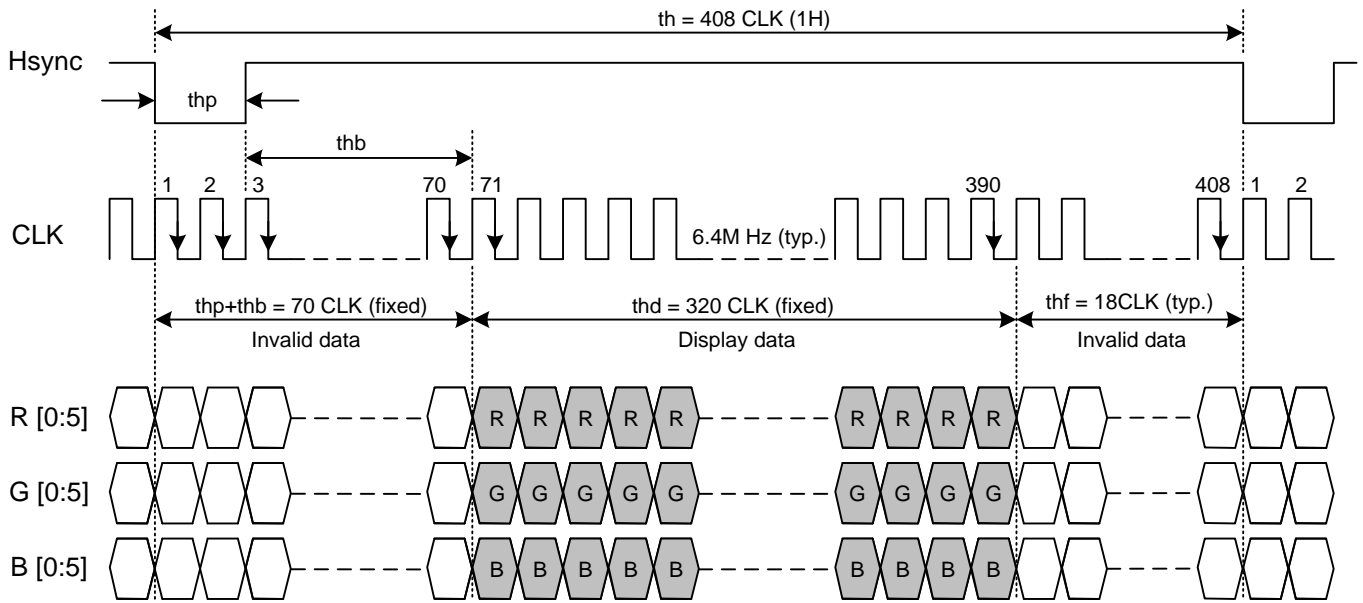 th = 408 CLK (1H)
Hsync
thp
thb
1 2 3 70 71 390 408 1 2
CLK
6.4M Hz (typ.)
thp+thb = 70 CLK (fixed) thd = 320 CLK (fixed) thf = 18CLK (typ.)
Invalid data Display data Invalid data
R [0:5] R R R R R R R R R
G [0:5] G G G G G G G G G
B [0:5] B B B B B B B B B